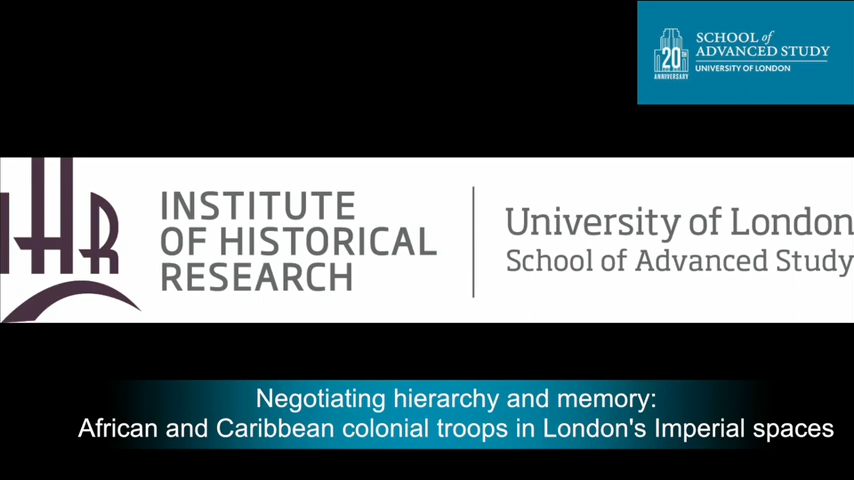 SCHOOL of
ADVANCED STUDY
UNIVERSITY OF LONDON
20TH
ANNIVERSARY
IHR
INSTITUTE
OF HISTORICAL
RESEARCH
University of London
School of Advanced Study
Negotiating hierarchy and memory:
African and Caribbean colonial troops in London's Imperial spaces